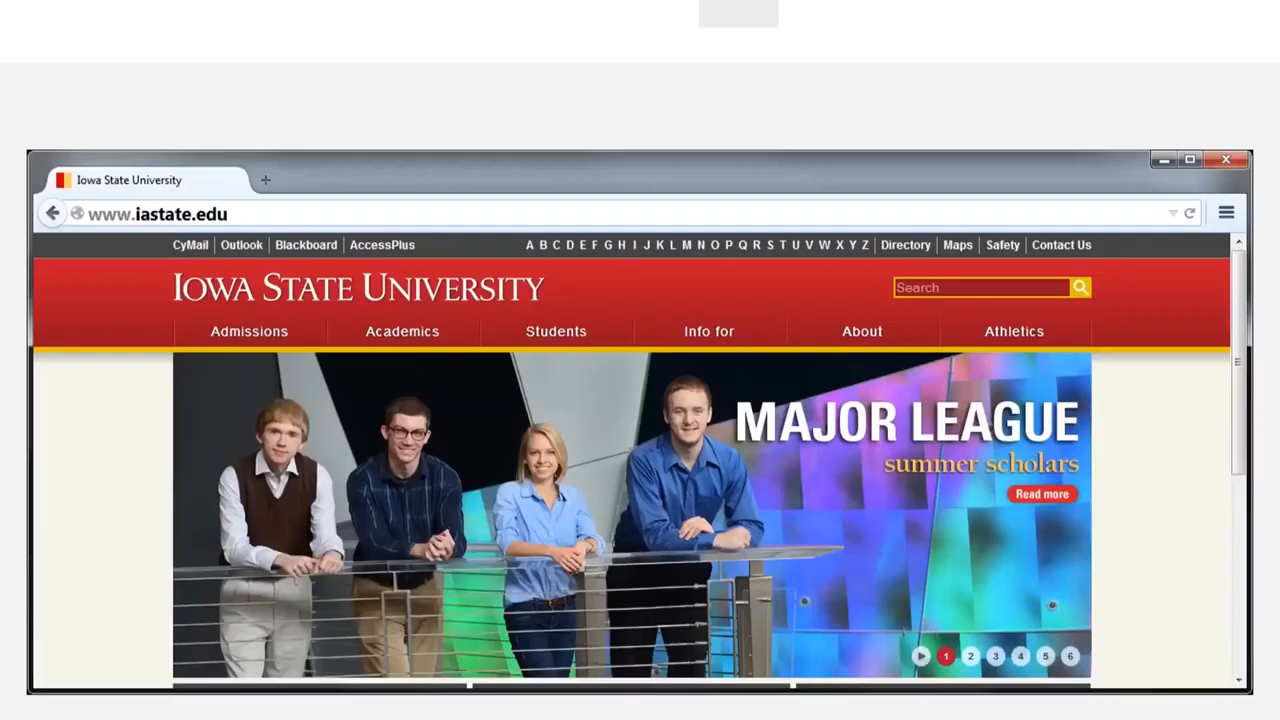 Iowa State University
www.iastate.edu
CyMail Outlook Blackboard AccessPlus A B C D E F G H I J K L M N O P Q R S T U V W X Y Z Directory Maps Safety Contact Us
IOWA STATE UNIVERSITY
Search
Admissions Academics Students Info for About Athletics
MAJOR LEAGUE
summer scholars
Read more
1 2 3 4 5 6